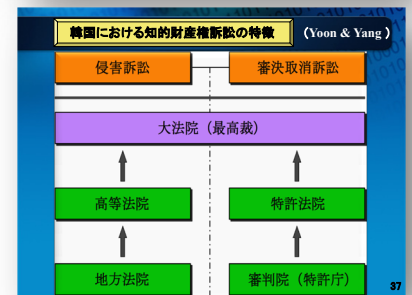 韓国における知的財産権訴訟の特徴 （Yoon & Yang）
侵害訴訟 審決取消訴訟
大法院（最高裁）
高等法院 特許法院
地方法院 審判院（特許庁）
37